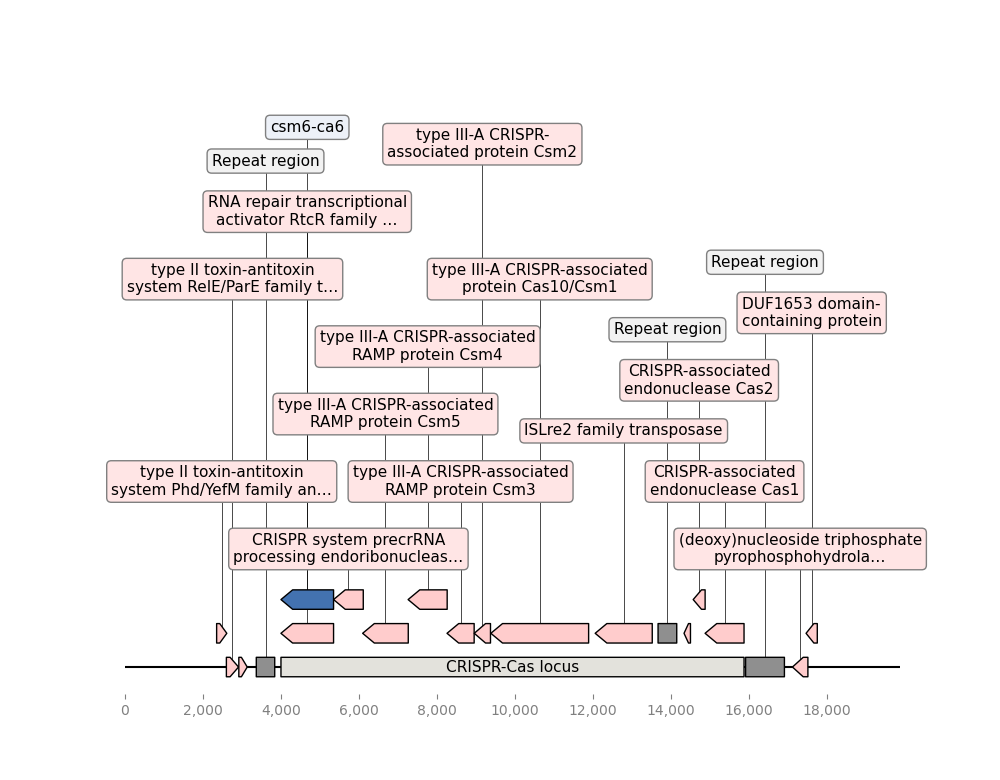 csm6-ca6
type III-A CRISPR-
associated protein Csm2
Repeat region
RNA repair transcriptional
activator RtcR family ...
Repeat region
type II toxin-antitoxin
system RelE/ParE family t...
type III-A CRISPR-associated
protein Cas10/Csm1
DUF1653 domain-
containing protein
Repeat region
type III-A CRISPR-associated
RAMP protein Csm4
CRISPR-associated
endonuclease Cas2
type III-A CRISPR-associated
RAMP protein Csm5
ISLre2 family transposase
type II toxin-antitoxin
system Phd/YefM family an...
type III-A CRISPR-associated
RAMP protein Csm3
CRISPR-associated
endonuclease Cas1
CRISPR system precrRNA
processing endoribonucleas...
(deoxy)nucleoside triphosphate
pyrophosphohydrola...
CRISPR-Cas locus
0 2,000 4,000 6,000 8,000 10,000 12,000 14,000 16,000 18,000